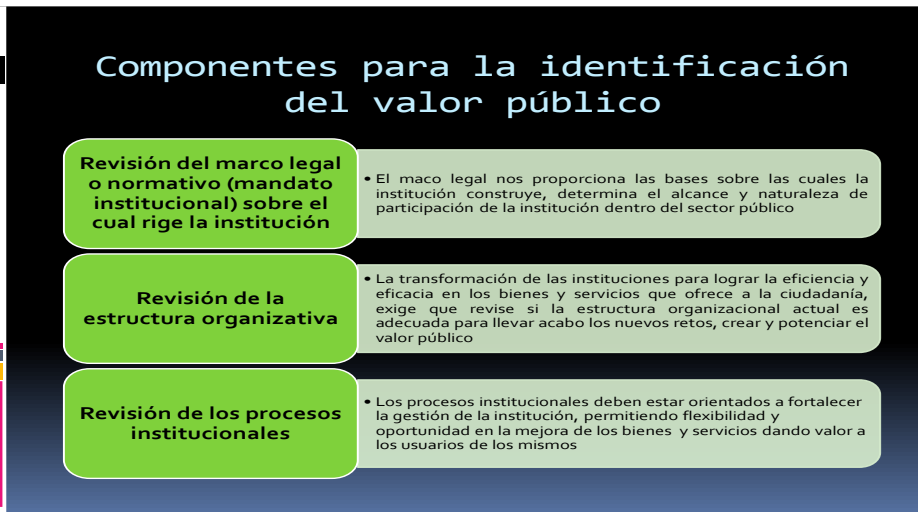 Componentes para la identificación
del valor público
Revisión del marco legal
o normativo (mandato
institucional) sobre el
cual rige la institución
• El maco legal nos proporciona las bases sobre las cuales la
institución construye, determina el alcance y naturaleza de
participación de la institución dentro del sector público
Revisión de la
estructura organizativa
• La transformación de las instituciones para lograr la eficiencia y
eficacia en los bienes y servicios que ofrece a la ciudadanía,
exige que revise si la estructura organizacional actual es
adecuada para llevar acabo los nuevos retos, crear y potenciar el
valor público
Revisión de los procesos
institucionales
• Los procesos institucionales deben estar orientados a fortalecer
la gestión de la institución, permitiendo flexibilidad y
oportunidad en la mejora de los bienes y servicios dando valor a
los usuarios de los mismos